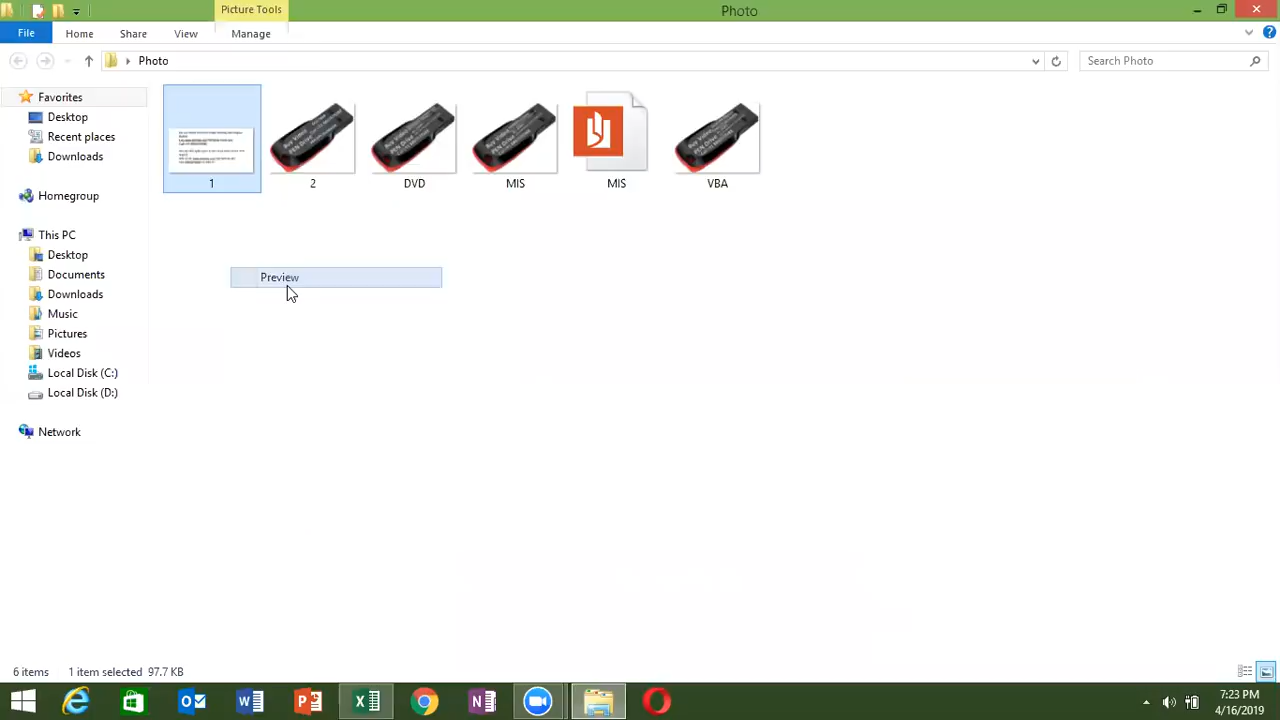 Picture Tools
Photo
File
Home
Share
View
Manage
Photo
Search Photo
Favorites
Desktop
Recent places
Downloads
Homegroup
This PC
Desktop
Documents
Downloads
Music
Pictures
Videos
Local Disk (C:)
Local Disk (D:)
Network
1
2
DVD
MIS
MIS
VBA
Preview
6 items
1 item selected 97.7 KB
7:23 PM
4/16/2019